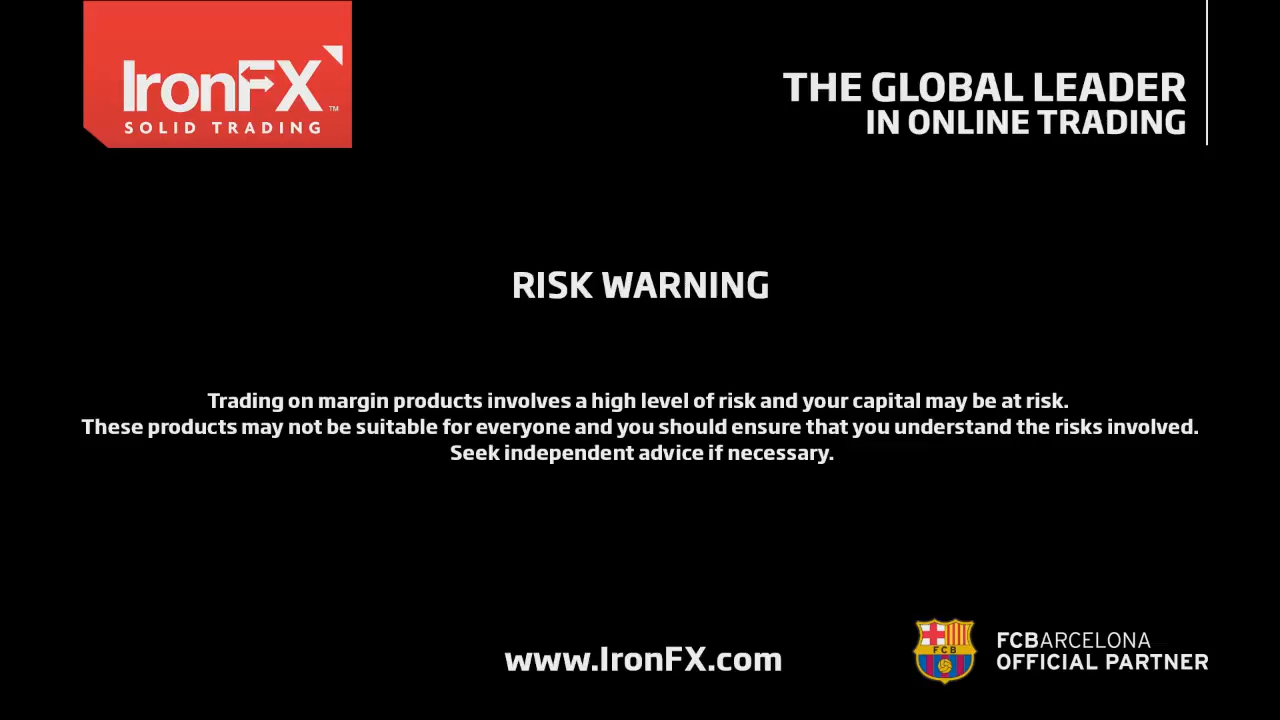 IronFX™
SOLID TRADING
THE GLOBAL LEADER
IN ONLINE TRADING
RISK WARNING
Trading on margin products involves a high level of risk and your capital may be at risk.
These products may not be suitable for everyone and you should ensure that you understand the risks involved.
Seek independent advice if necessary.
www.IronFX.com
FCB
FCBARCELONA
OFFICIAL PARTNER